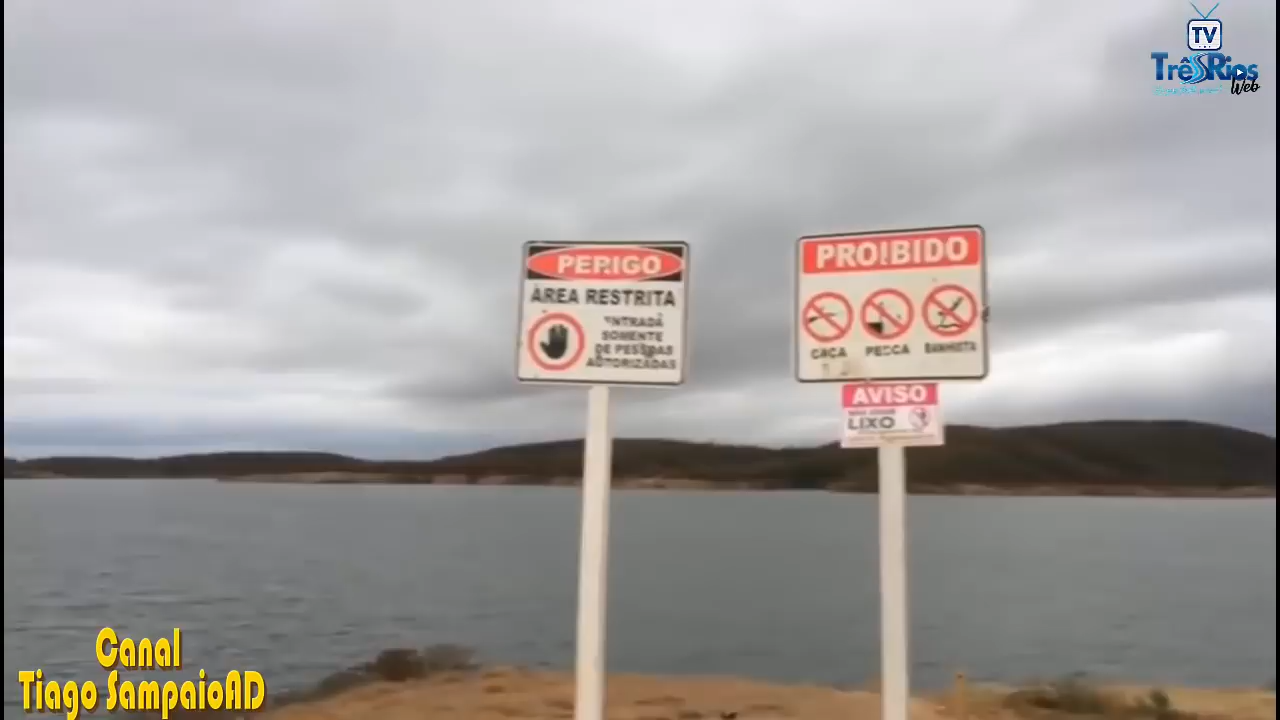 TV
TrêsRios
Web
PERIGO
ÁREA RESTRITA
ENTRADA
SOMENTE
DE PESSOAS
AUTORIZADAS
PROIBIDO
CAÇA PESCA BANHISTA
AVISO
LIXO
Canal
Tiago SampaioAD